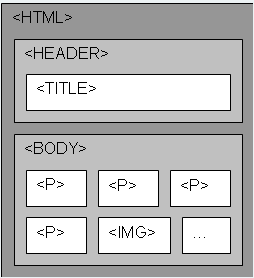 <HTML>
<HEADER>
<TITLE>
<BODY>
<P> <P> <P>
<P> <IMG> ...